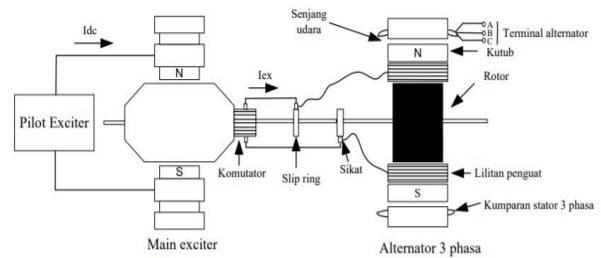 Senjang
udara
Idc
A
B
C
Terminal alternator
N
Kutub
N
Iex
Rotor
Pilot Exciter
S
Komutator
Slip ring
Sikat
Lilitan penguat
S
Kumparan stator 3 phasa
Main exciter
Alternator 3 phasa